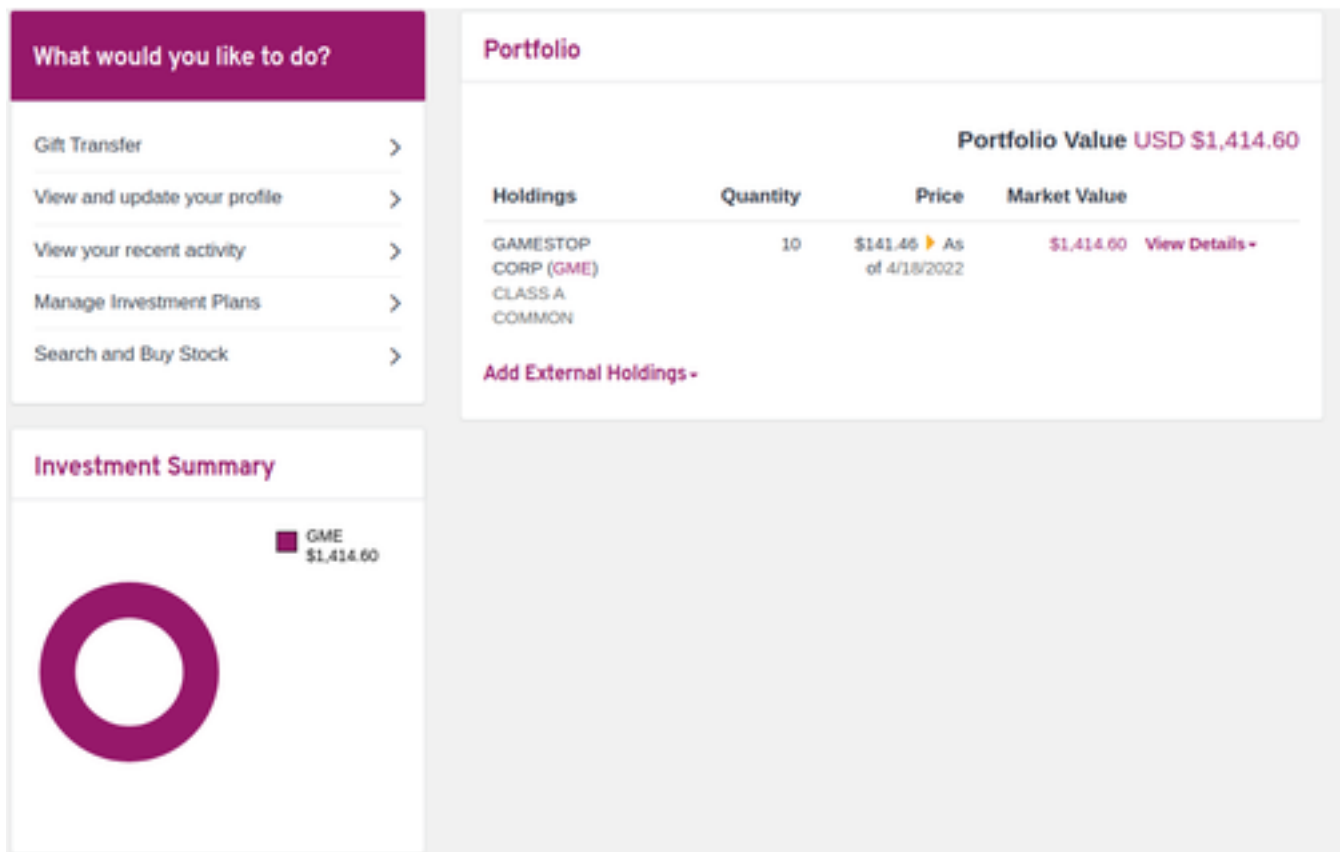 What would you like to do?
Gift Transfer
View and update your profile
View your recent activity
Manage Investment Plans
Search and Buy Stock
Portfolio
Portfolio Value USD $1,414.60
Holdings Quantity Price Market Value
GAMESTOP 10 $141.46 As $1,414.60 View Details
CORP (GME) of 4/18/2022
CLASS A
COMMON
Add External Holdings
Investment Summary
GME
$1,414.60